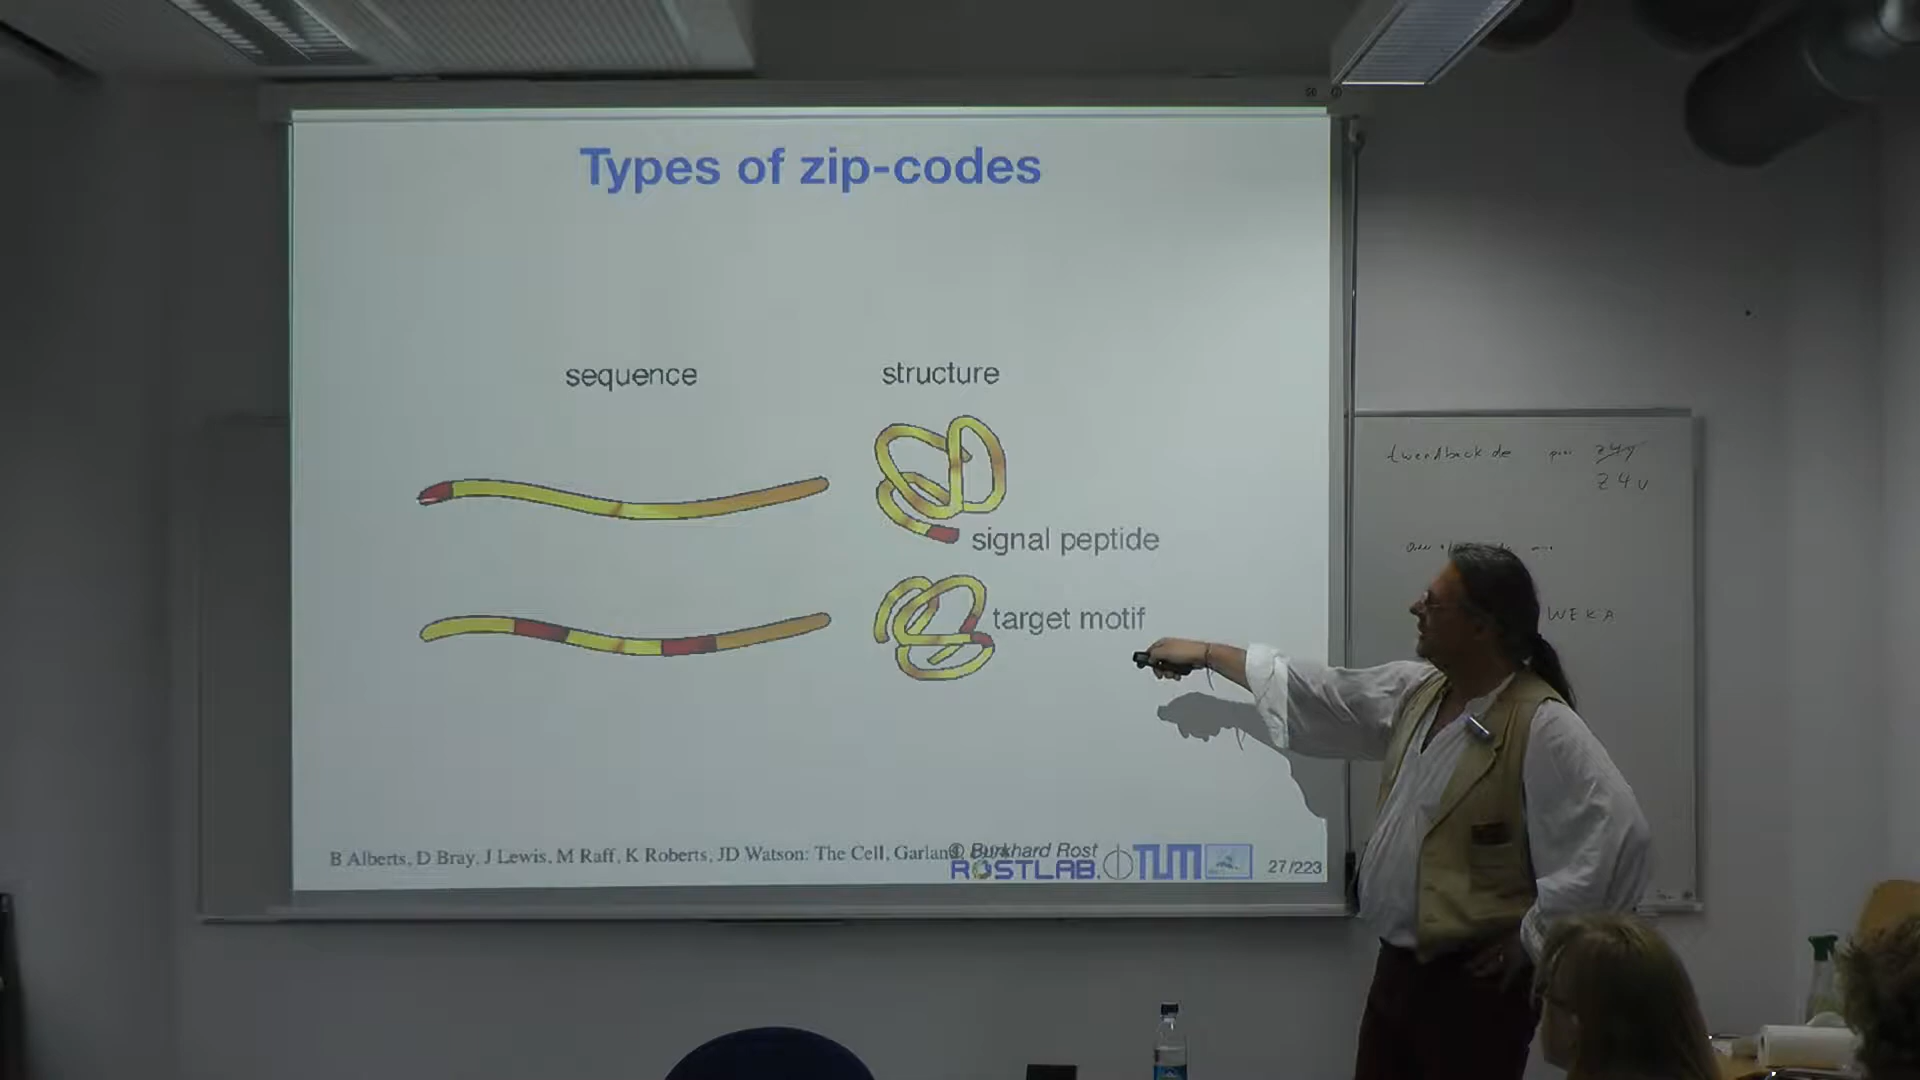 Types of zip-codes
sequence
structure
signal peptide
target motif
B Alberts, D Bray, J Lewis, M Raff, K Roberts, JD Watson: The Cell, Garland
© Burkhard Rost
ROSTLAB.
TUM
27/223
Z4U
WEKA